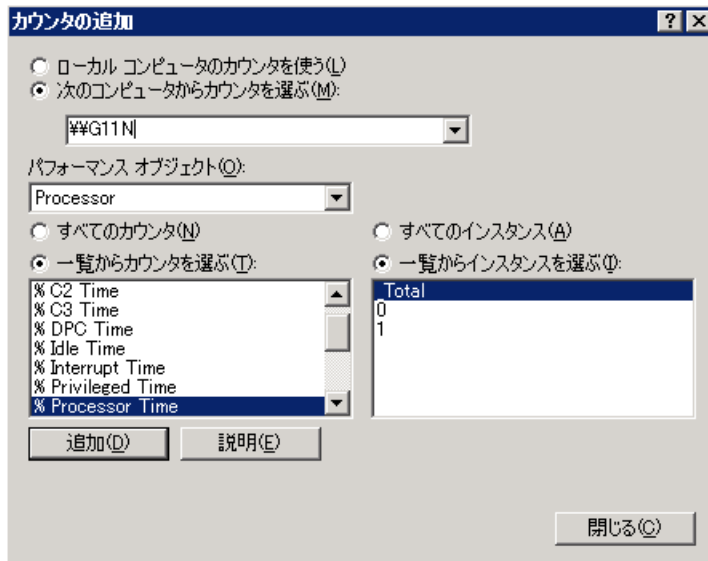 カウンタの追加
ローカル コンピュータのカウンタを使う(L)
次のコンピュータからカウンタを選ぶ(M):
¥¥G11N
パフォーマンス オブジェクト(O):
Processor
すべてのカウンタ(N)
すべてのインスタンス(A)
一覧からカウンタを選ぶ(T):
一覧からインスタンスを選ぶ(I):
% C2 Time
% C3 Time
% DPC Time
% Idle Time
% Interrupt Time
% Privileged Time
% Processor Time
_Total
0
1
追加(D)
説明(E)
閉じる(C)